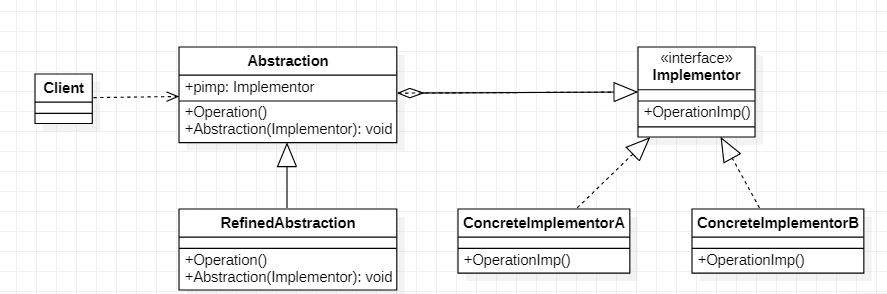 Client
Abstraction
+pimp: Implementor
+Operation()
+Abstraction(Implementor): void
«interface»
Implementor
+OperationImp()
RefinedAbstraction
+Operation()
+Abstraction(Implementor): void
ConcreteImplementorA
+OperationImp()
ConcreteImplementorB
+OperationImp()